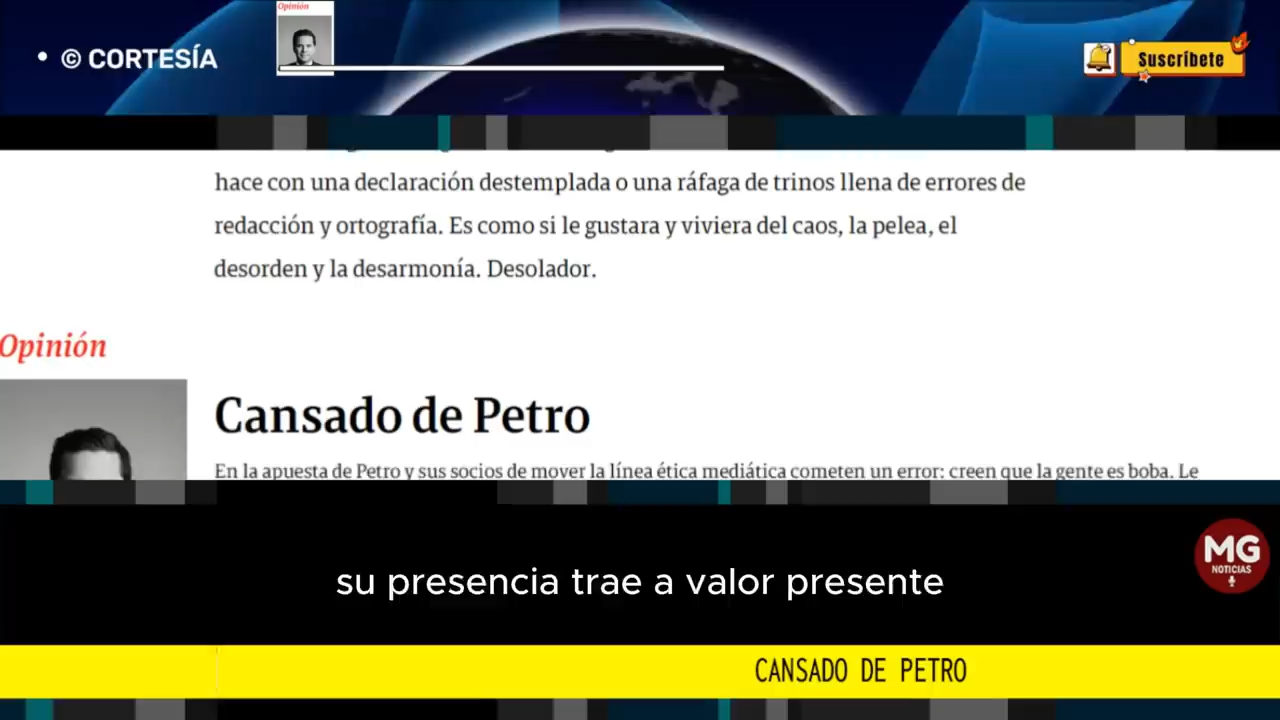 Opinión
• © CORTESÍA
Suscríbete
hace con una declaración destemplada o una ráfaga de trinos llena de errores de
redacción y ortografía. Es como si le gustara y viviera del caos, la pelea, el
desorden y la desarmonía. Desolador.
Opinión
Cansado de Petro
En la apuesta de Petro y sus socios de mover la línea ética mediática cometen un error: creen que la gente es boba. Le
MG
NOTICIAS
su presencia trae a valor presente
CANSADO DE PETRO